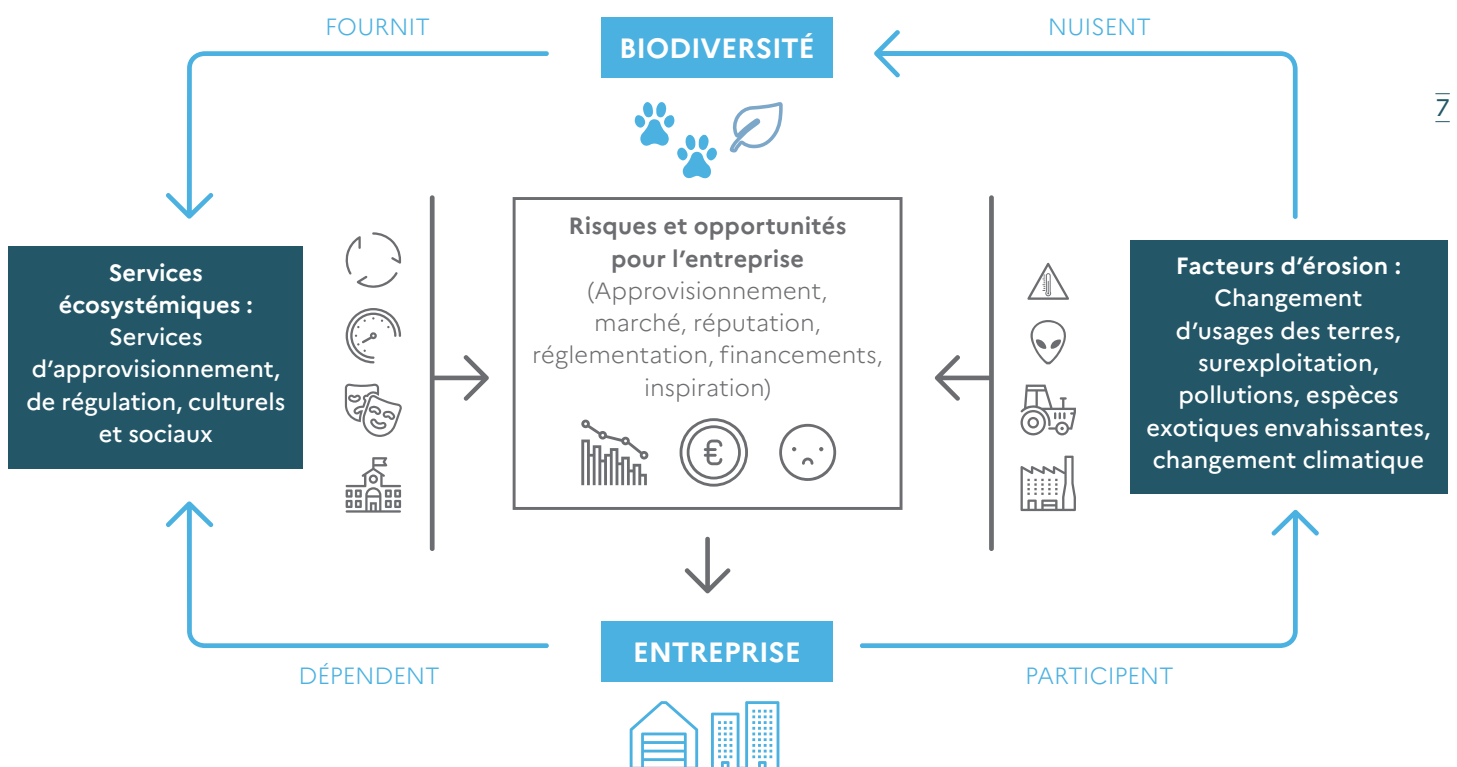 FOURNIT
BIODIVERSITÉ
NUISENT
7
Services
écosystémiques :
Services
d'approvisionnement,
de régulation, culturels
et sociaux
Risques et opportunités
pour l'entreprise
(Approvisionnement,
marché, réputation,
réglementation, financements,
inspiration)
€
Facteurs d'érosion :
Changement
d'usages des terres,
surexploitation,
pollutions, espèces
exotiques envahissantes,
changement climatique
DÉPENDENT
ENTREPRISE
PARTICIPENT